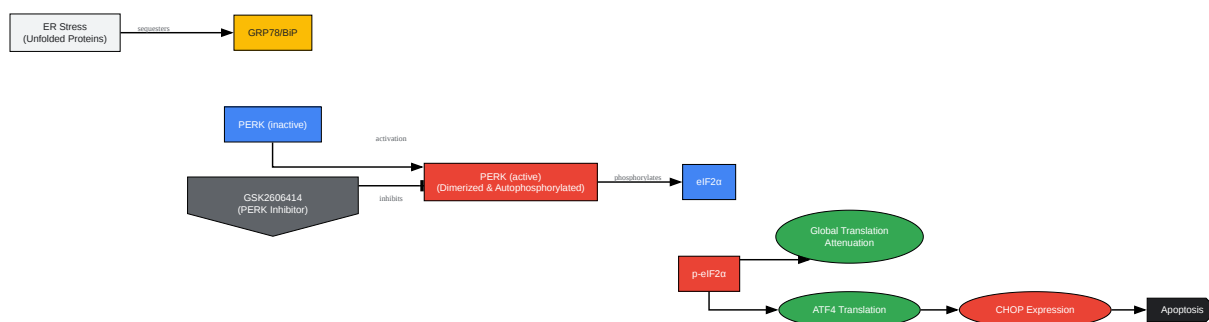 ER Stress
(Unfolded Proteins)
sequesters
GRP78/BiP
PERK (inactive)
activation
PERK (active)
(Dimerized & Autophosphorylated)
phosphorylates
eIF2α
GSK2606414
(PERK Inhibitor)
inhibits
Global Translation
Attenuation
p-eIF2α
ATF4 Translation
CHOP Expression
Apoptosis